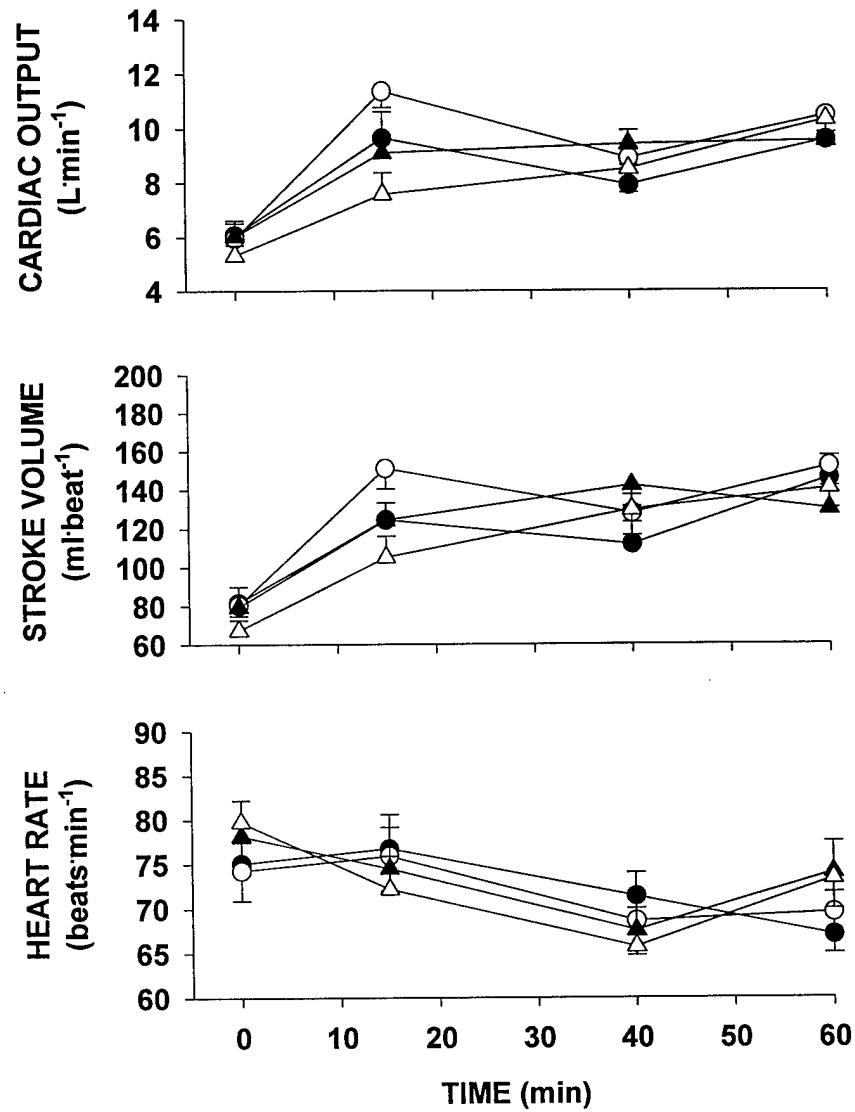 CARDIAC OUTPUT
(L·min⁻¹)
14
12
10
8
6
4
STROKE VOLUME
(ml·beat⁻¹)
200
180
160
140
120
100
80
60
HEART RATE
(beats·min⁻¹)
90
85
80
75
70
65
60
0 10 20 30 40 50 60
TIME (min)